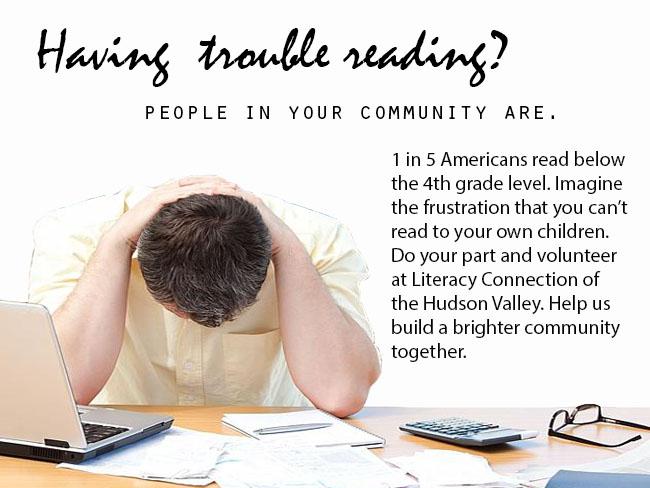 Having trouble reading?
PEOPLE IN YOUR COMMUNITY ARE.
1 in 5 Americans read below
the 4th grade level. Imagine
the frustration that you can't
read to your own children.
Do your part and volunteer
at Literacy Connection of
the Hudson Valley. Help us
build a brighter community
together.